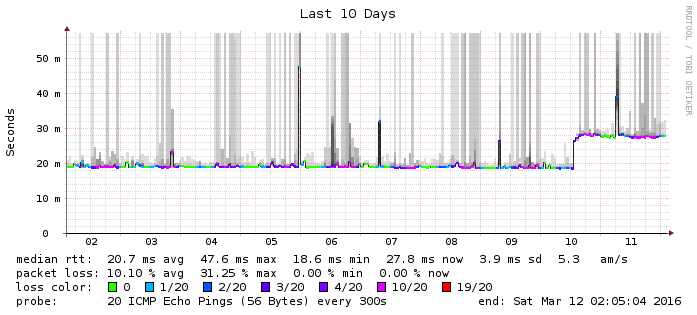 Last 10 Days
RRDTOOL / TOBI OETIKER
Seconds
50 m
40 m
30 m
20 m
10 m
0
02 03 04 05 06 07 08 09 10 11
median rtt: 20.7 ms avg 47.6 ms max 18.6 ms min 27.8 ms now 3.9 ms sd 5.3 am/s
packet loss: 10.10 % avg 31.25 % max 0.00 % min 0.00 % now
loss color: 0 1/20 2/20 3/20 4/20 10/20 19/20
probe: 20 ICMP Echo Pings (56 Bytes) every 300s end: Sat Mar 12 02:05:04 2016